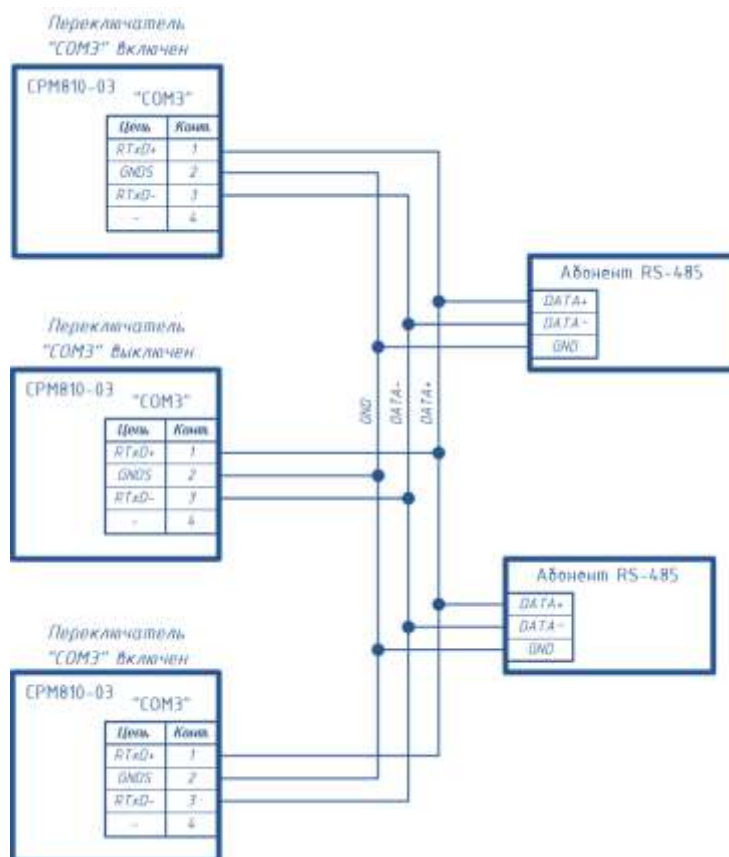 Переключатель
"COM3" включен
CPM810-03
"COM3"
Цепь Конт.
RTxD+ 1
GNDS 2
RTxD- 3
- 4
Абонент RS-485
DATA+
DATA-
GND
Переключатель
"COM3" выключен
CPM810-03
"COM3"
Цепь Конт.
RTxD+ 1
GNDS 2
RTxD- 3
- 4
GND
DATA-
DATA+
Абонент RS-485
DATA+
DATA-
GND
Переключатель
"COM3" включен
CPM810-03
"COM3"
Цепь Конт.
RTxD+ 1
GNDS 2
RTxD- 3
- 4